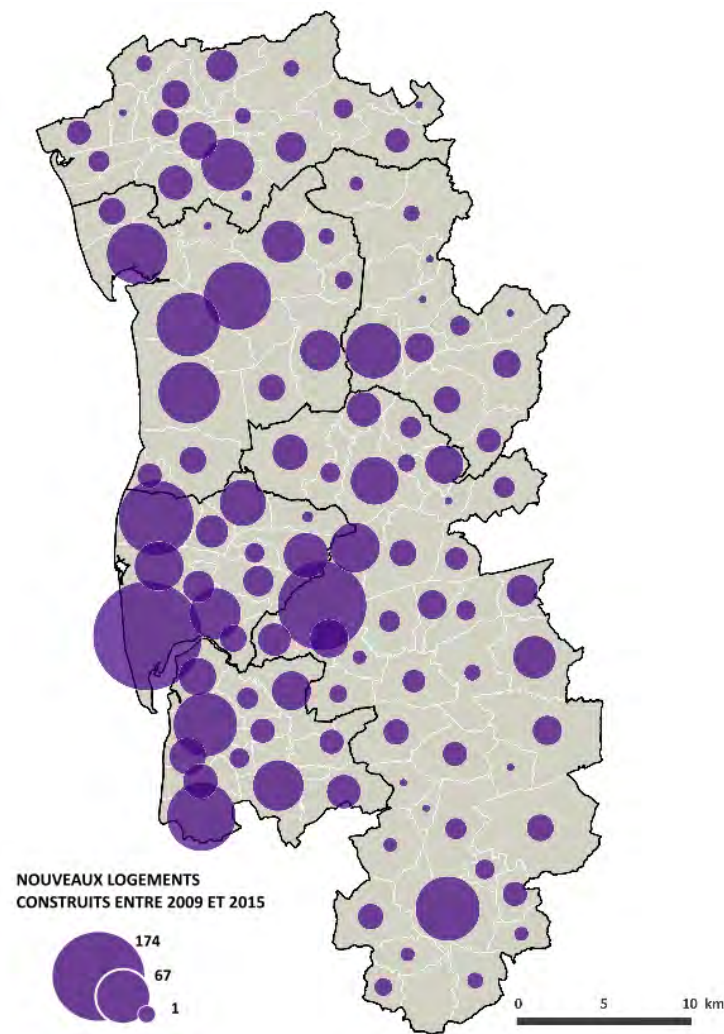 NOUVEAUX LOGEMENTS
CONSTRUITS ENTRE 2009 ET 2015
174
67
1
0 5 10 km